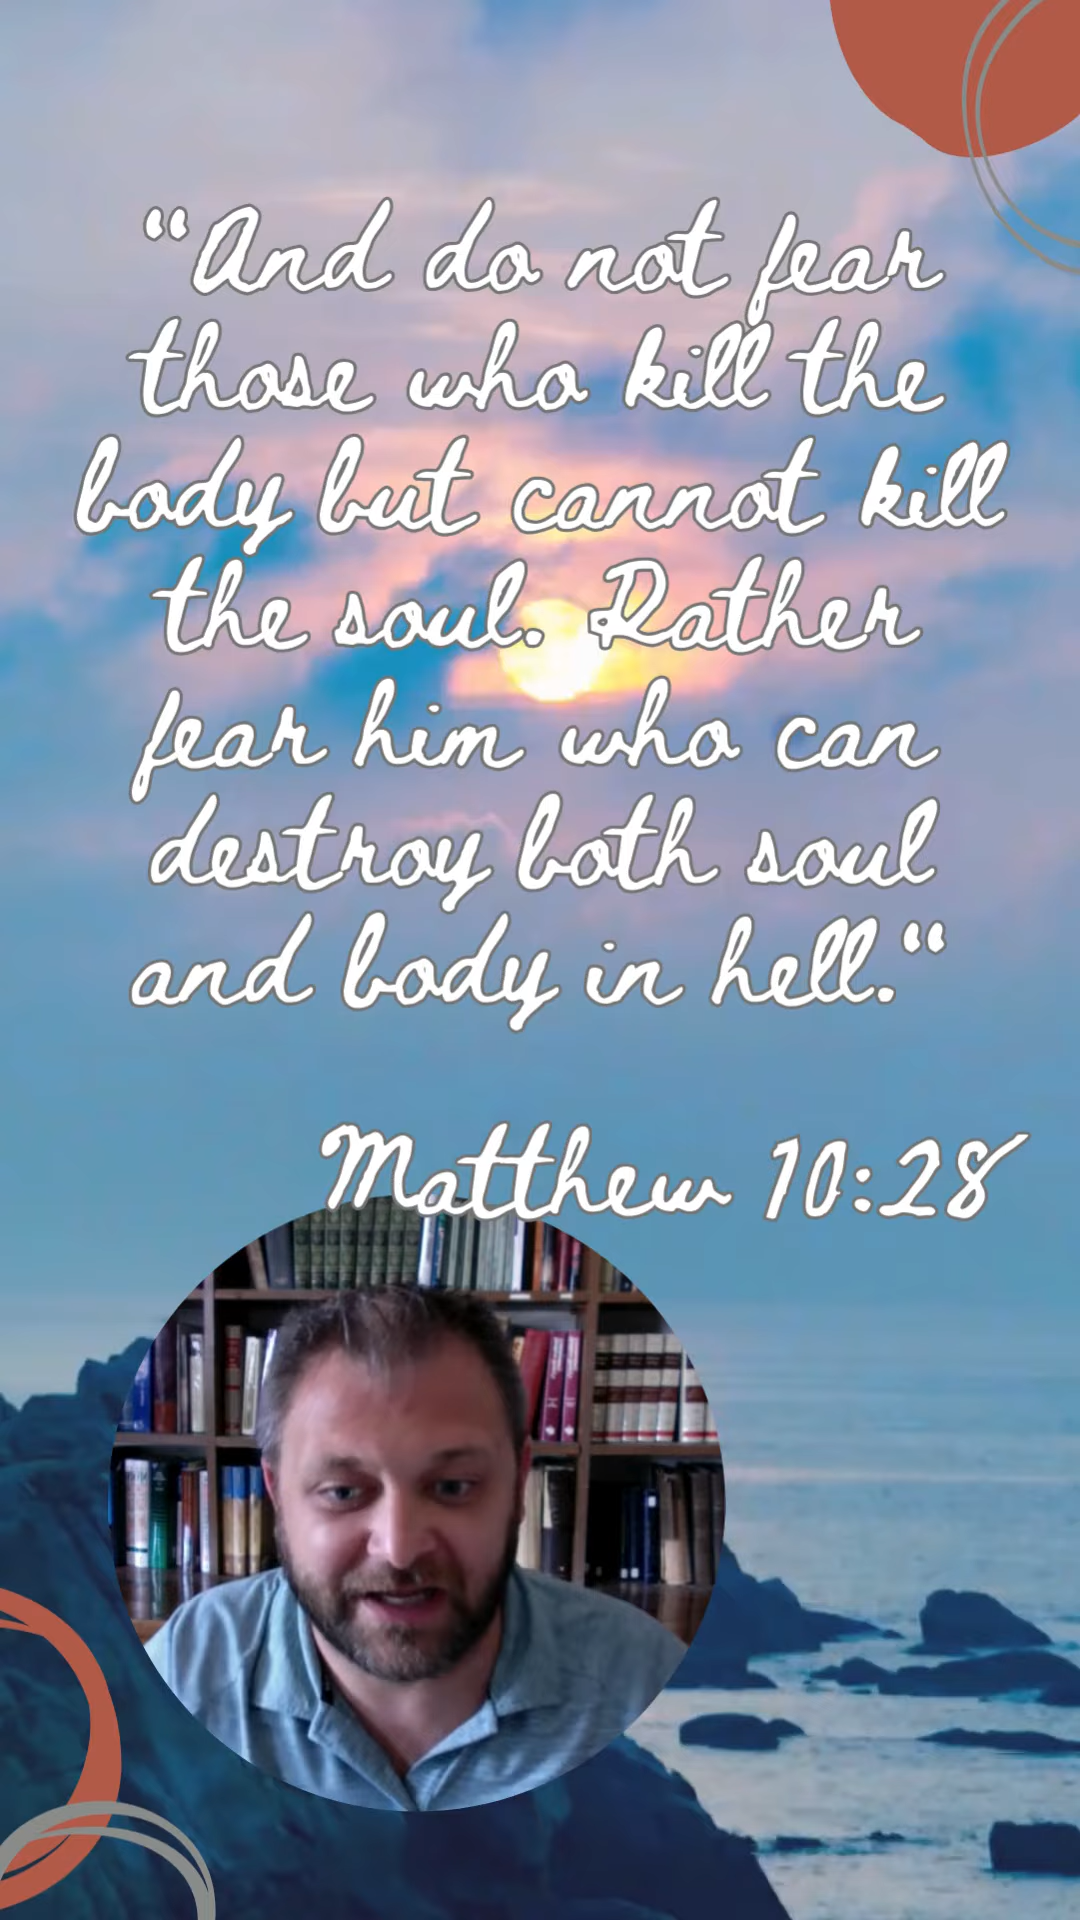 “And do not fear
those who kill the
body but cannot kill
the soul. Rather
fear him who can
destroy both soul
and body in hell.“
Matthew 10:28